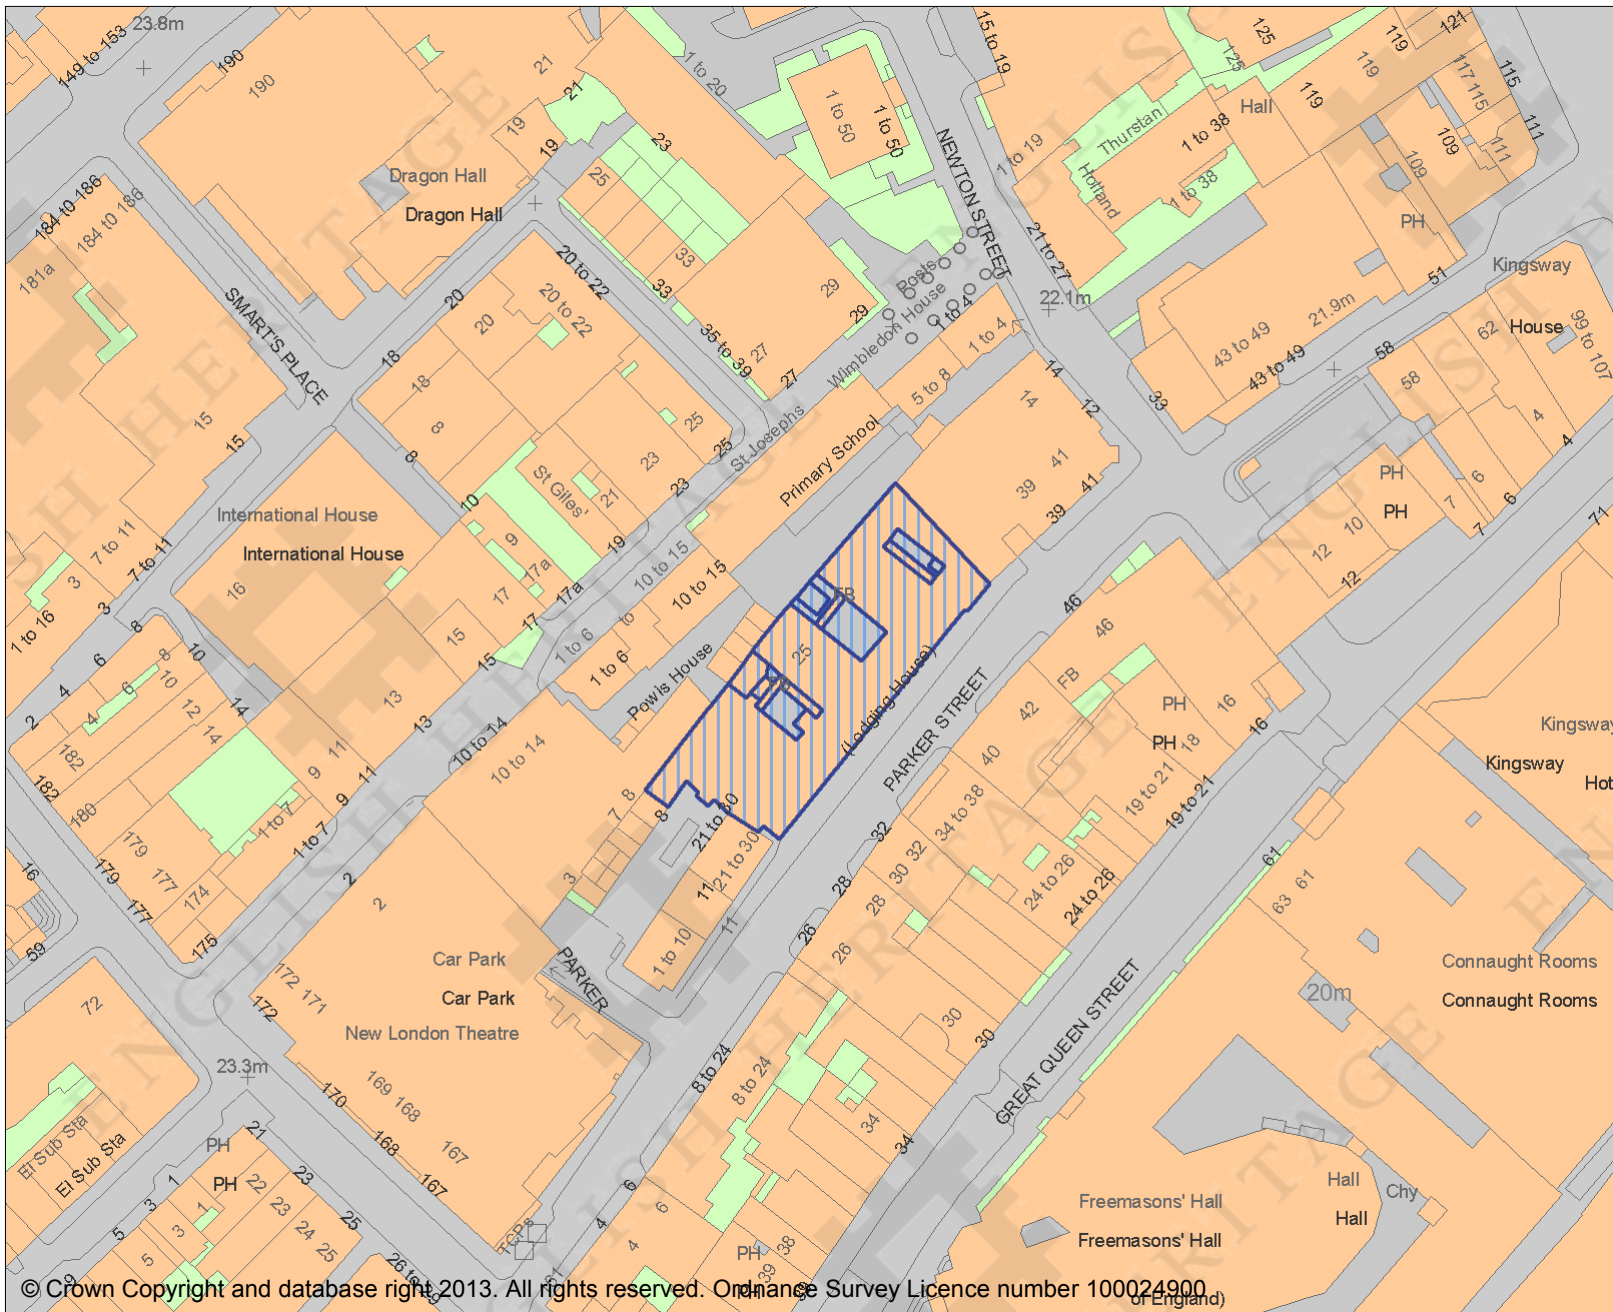 23.8m
149 to 153
190
190
21
21
1 to 20
1 to 50
1 to 50
15 to 19
125
125
119
119
119
121
117
115
115
111
111
109
109
Hall
Thurstan
1 to 38
1 to 38
Holland
1 to 19
NEWTON STREET
21 to 27
PH
51
Kingsway
House
99 to 107
62
58
58
21.9m
43 to 49
43 to 49
33
22.1m
184 to 186
184 to 186
181a
Dragon Hall
Dragon Hall
19
19
23
25
33
33
20 to 22
20 to 22
20
20
SMART'S PLACE
18
18
8
8
35 to 39
29
29
27
27
Posts
Wimbledon House
1 to 4
1 to 4
5 to 8
14
14
12
St Josephs
Primary School
25
25
23
23
21
St Giles'
19
10
9
17a
17a
17
17
15
15
15
15
International House
International House
16
7 to 11
7 to 11
3
3
1 to 16
10 to 15
10 to 15
1 to 6
to
1 to 6
Powis House
41
41
39
39
FB
25
(Lodging House)
PARKER STREET
46
46
FB
42
40
PH
PH
16
16
18
19 to 21
19 to 21
34 to 38
32
32
30
28
28
26
26
24 to 26
24 to 26
PH
PH
10
12
12
7
7
6
6
4
4
71
Kingsway
Kingsway
Hot
61
61
63
Connaught Rooms
Connaught Rooms
20m
GREAT QUEEN STREET
30
30
34
34
8 to 24
8 to 24
8
6
4
2
8
6
4
10
10
12
14
14
182
182
180
179
179
177
177
174
175
9
11
13
13
11
9
1 to 7
1 to 7
2
2
10 to 14
10 to 14
7
8
8
3
21 to 30
21 to 30
11
11
1 to 10
PARKER
Car Park
Car Park
New London Theatre
172
171
172
170
169
168
168
167
167
16
59
72
23.3m
El Sub Sta
El Sub Sta
PH
PH
21
22
23
23
24
25
25
1
1
3
3
5
5
TCPs
6
6
4
4
PH
38
39
Freemasons' Hall
Freemasons' Hall
Hall
Hall
Chy
of England)
ENGLISH HERITAGE
© Crown Copyright and database right 2013. All rights reserved. Ordnance Survey Licence number 100024900